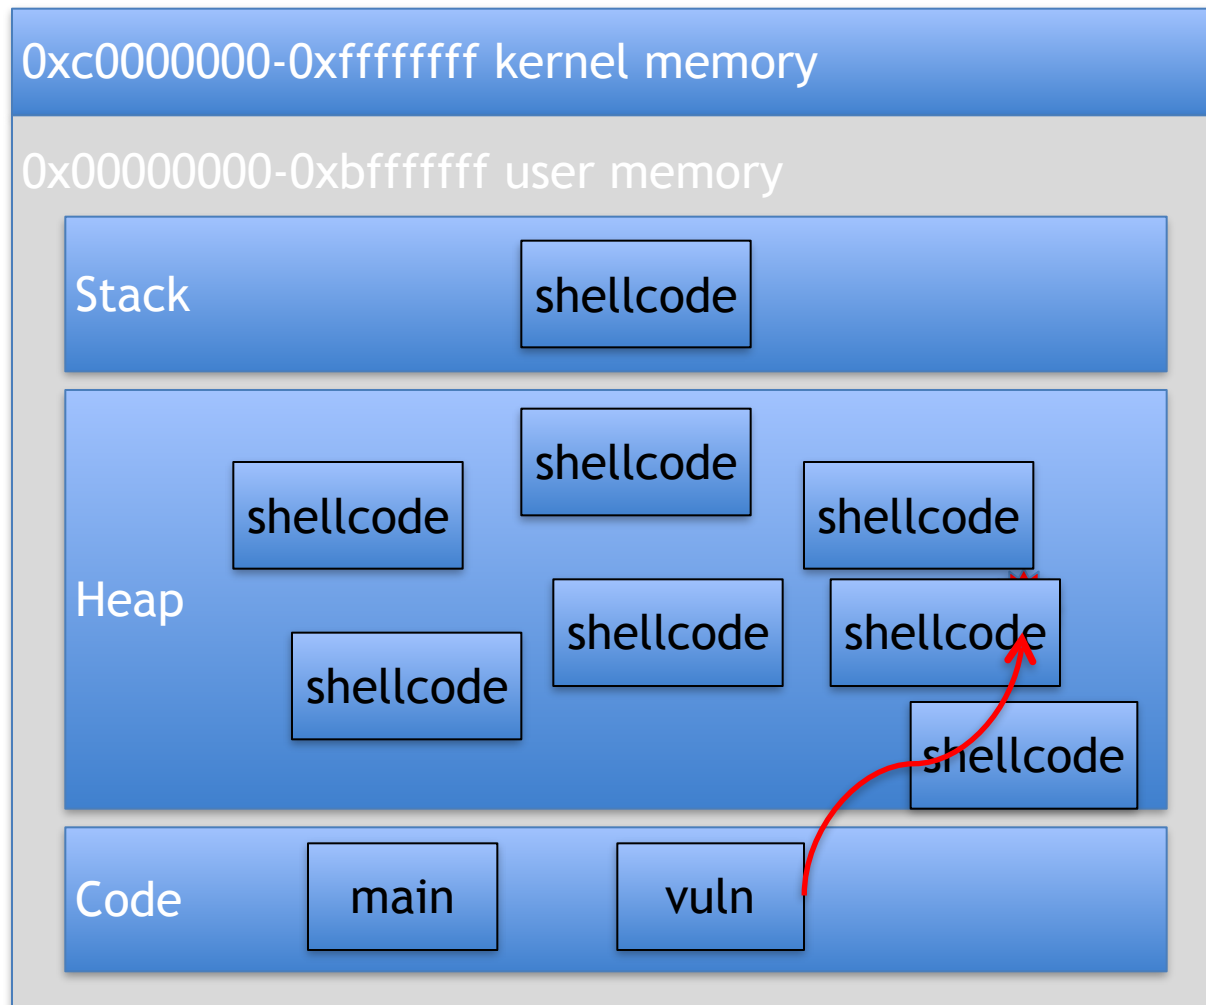 0xc0000000-0xffffffff kernel memory
0x00000000-0xbfffffff user memory
Stack
shellcode
Heap
shellcode
shellcode
shellcode
shellcode
shellcode
shellcode
shellcode
Code
main
vuln